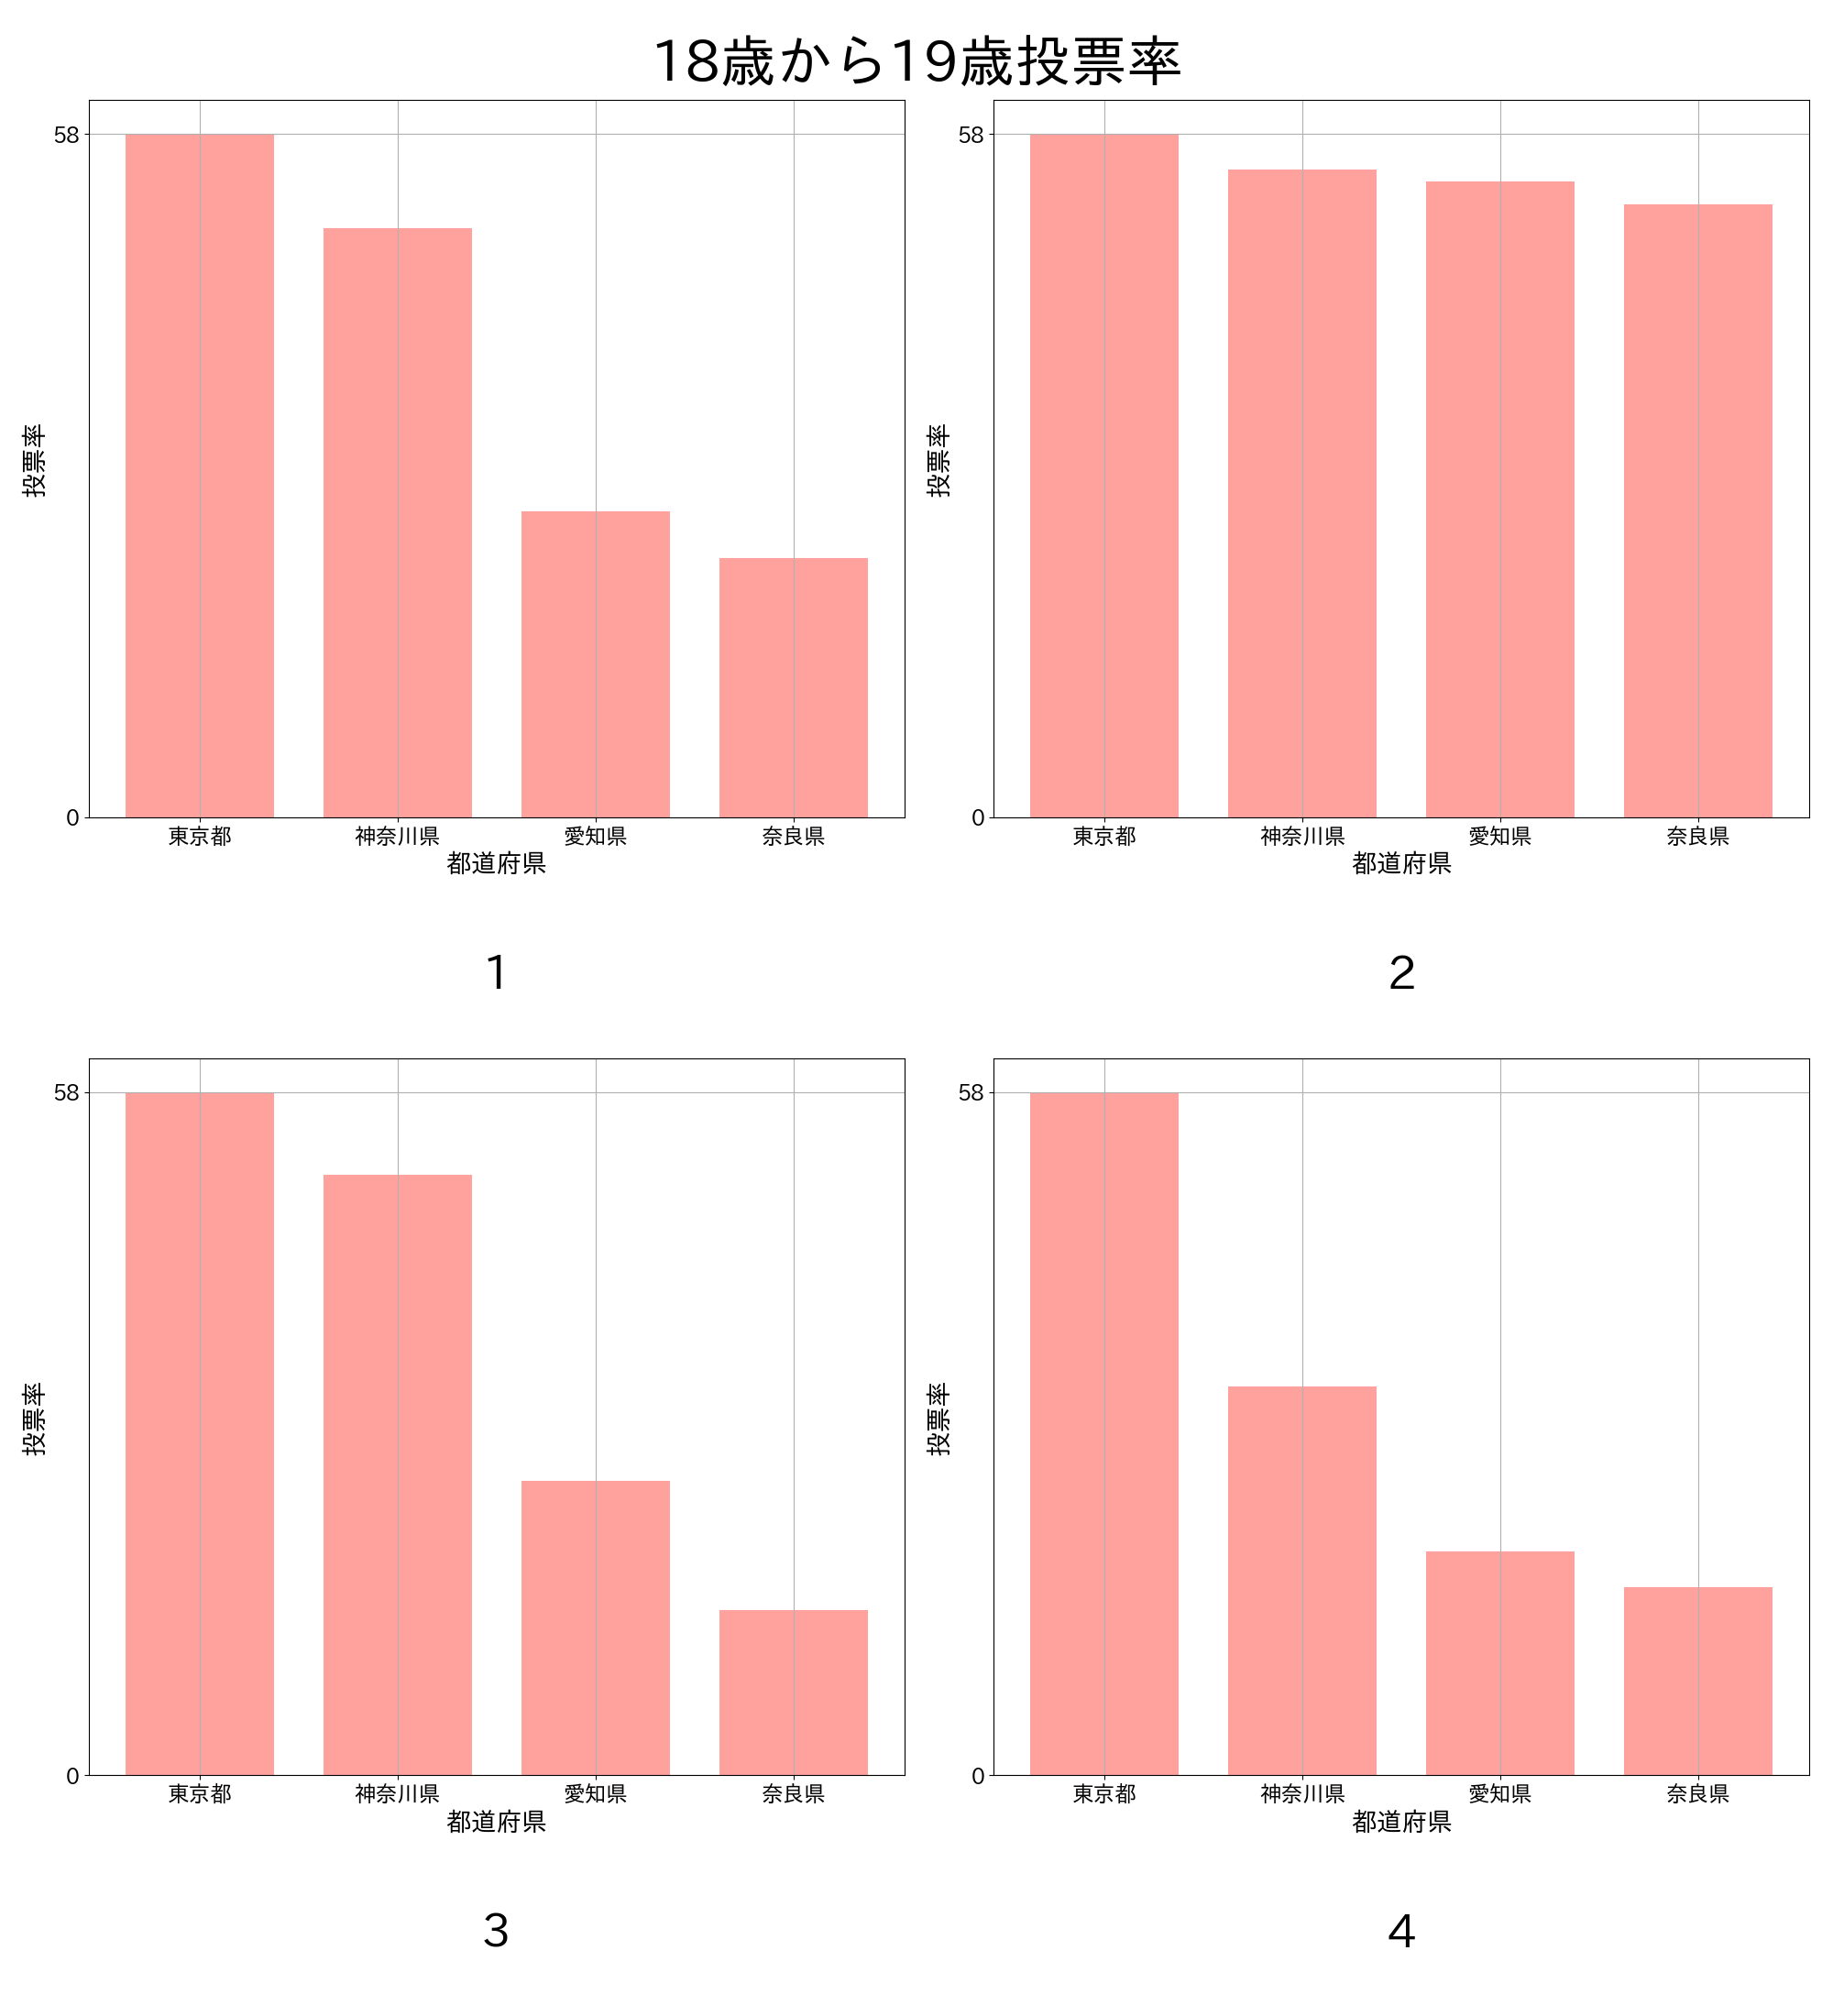 18歳から19歳投票率
58
投票率
0
東京都 神奈川県 愛知県 奈良県
都道府県
1
58
投票率
0
東京都 神奈川県 愛知県 奈良県
都道府県
2
58
投票率
0
東京都 神奈川県 愛知県 奈良県
都道府県
3
58
投票率
0
東京都 神奈川県 愛知県 奈良県
都道府県
4